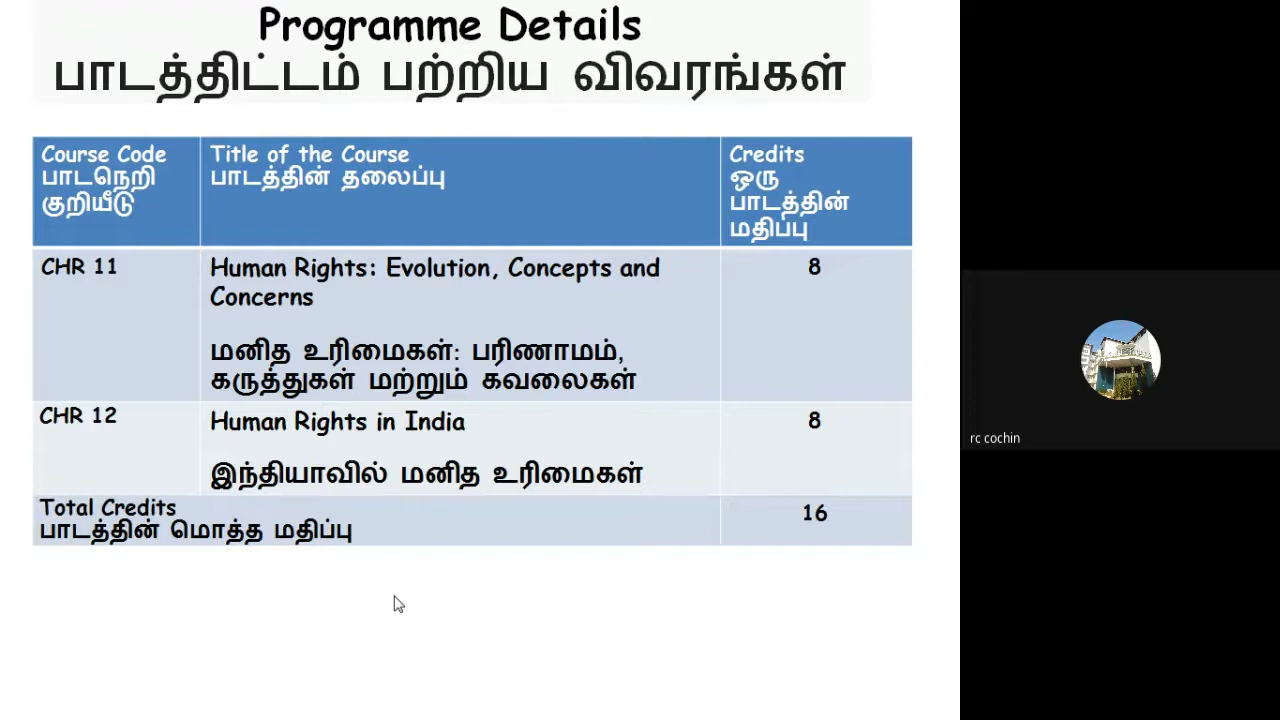 Programme Details
பாடத்திட்டம் பற்றிய விவரங்கள்
Course Code
பாடநெறி
குறியீடு
Title of the Course
பாடத்தின் தலைப்பு
Credits
ஒரு
பாடத்தின்
மதிப்பு
CHR 11
Human Rights: Evolution, Concepts and
Concerns
மனித உரிமைகள்: பரிணாமம்,
கருத்துகள் மற்றும் கவலைகள்
8
CHR 12
Human Rights in India
இந்தியாவில் மனித உரிமைகள்
8
Total Credits
பாடத்தின் மொத்த மதிப்பு
16
rc cochin